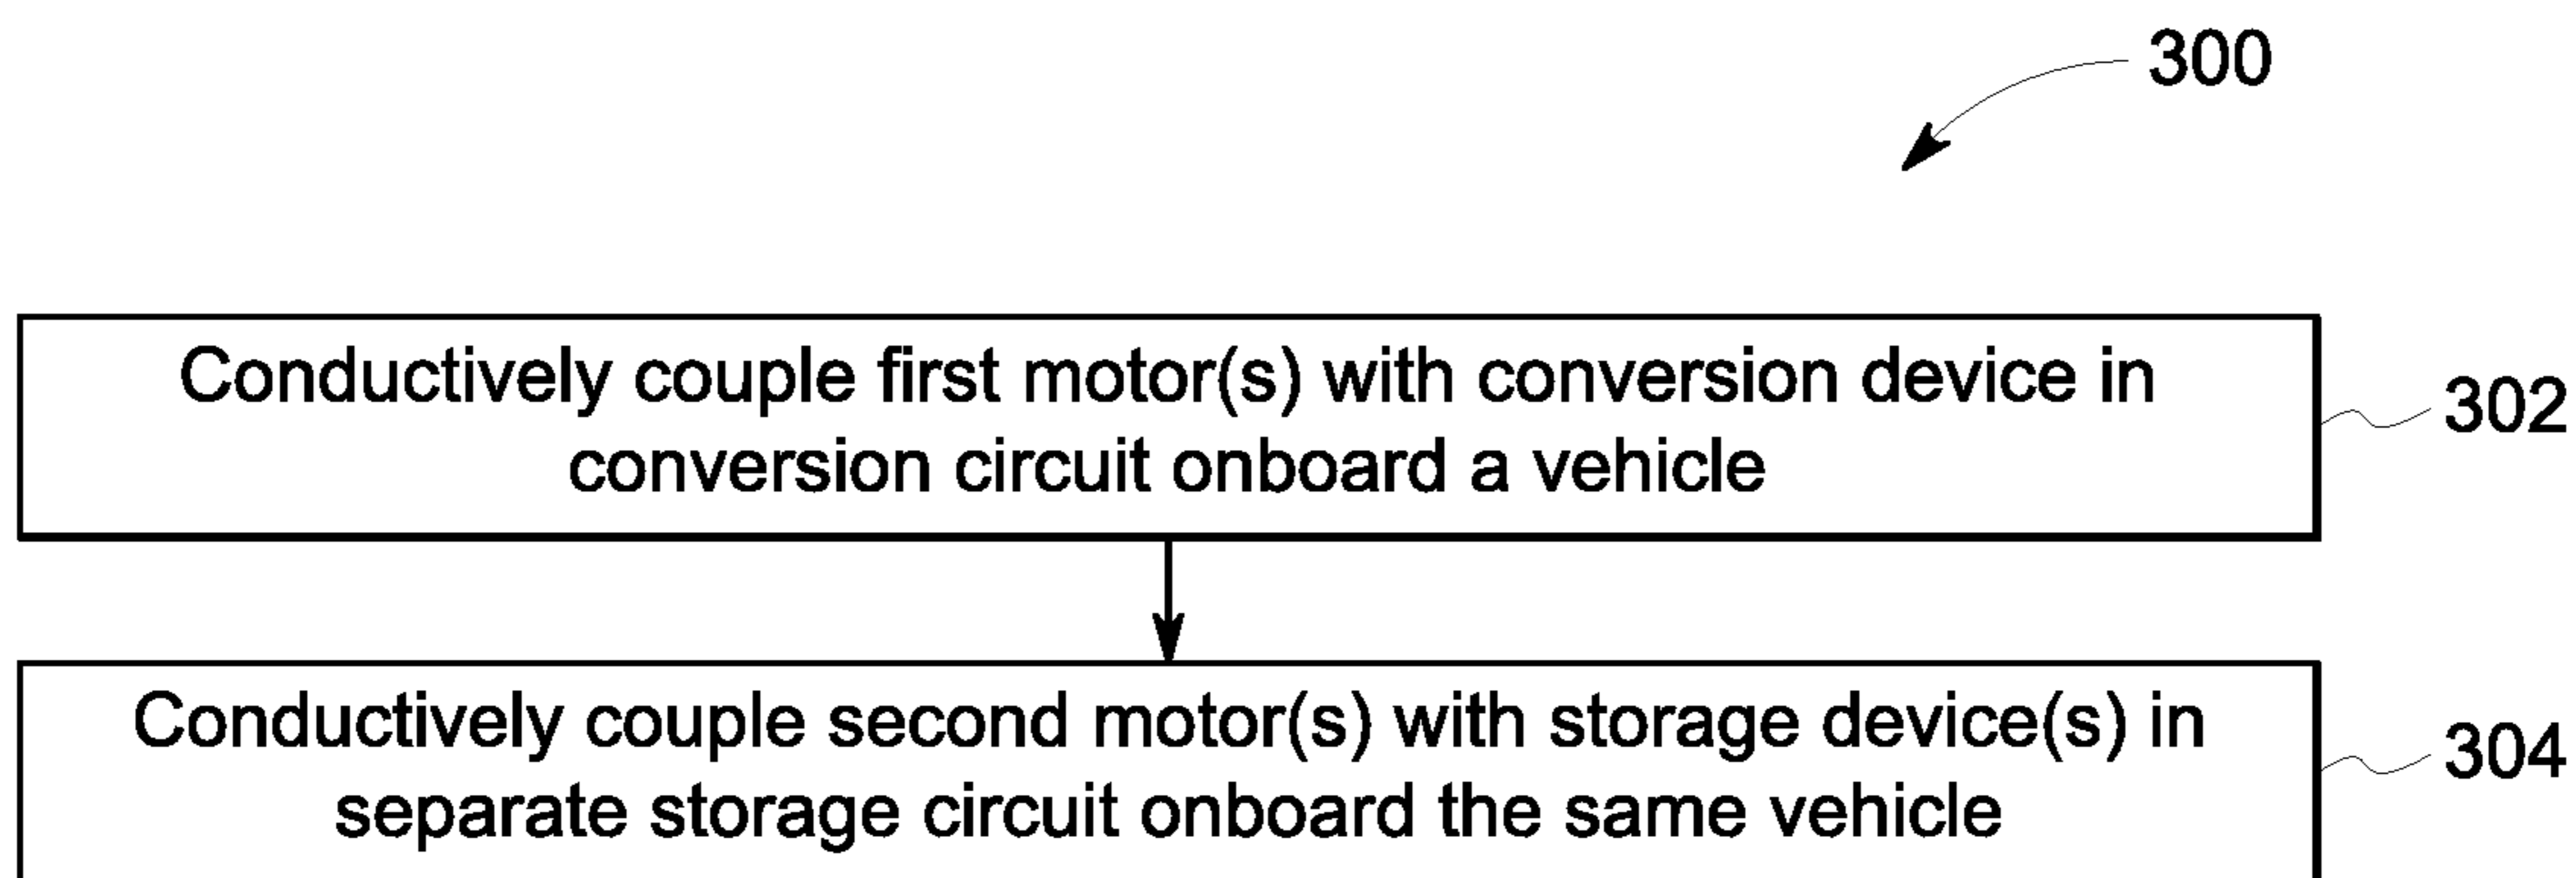 300
Conductively couple first motor(s) with conversion device in
conversion circuit onboard a vehicle
302
Conductively couple second motor(s) with storage device(s) in
separate storage circuit onboard the same vehicle
304